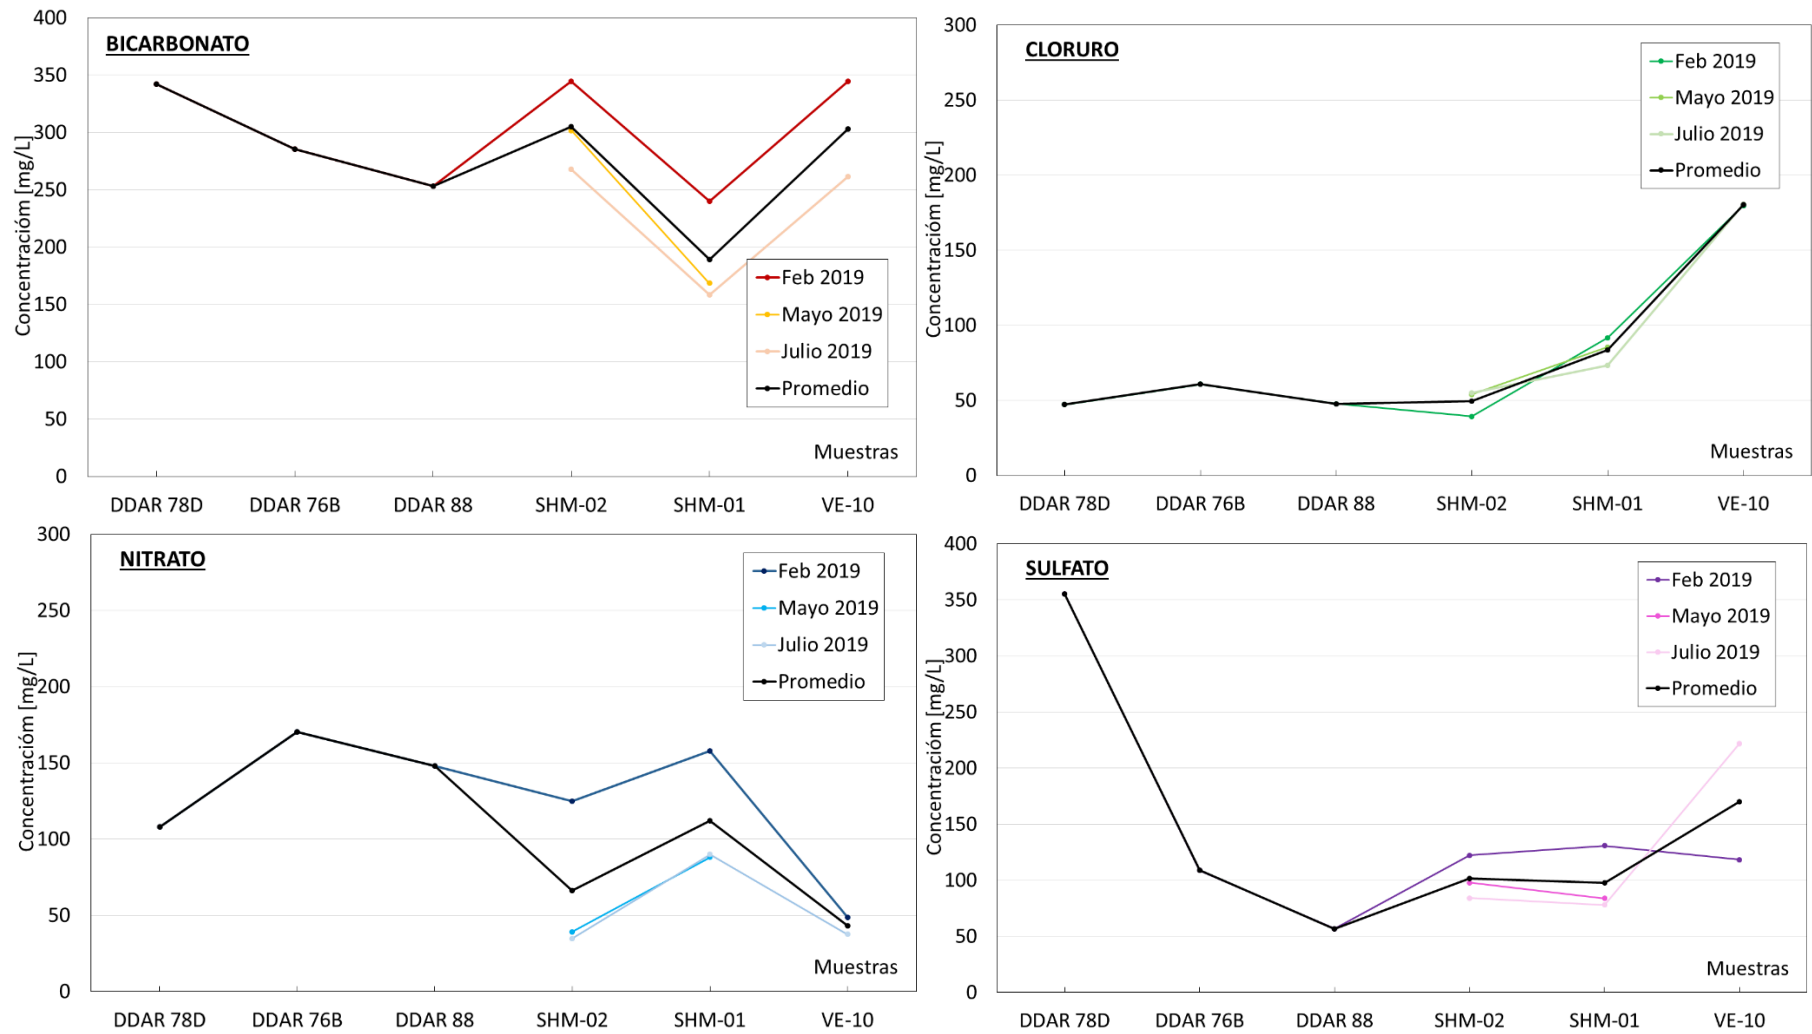 BICARBONATO
Concentracióm [mg/L]
400
350
300
250
200
150
100
50
0
Feb 2019
Mayo 2019
Julio 2019
Promedio
Muestras
DDAR 78D DDAR 76B DDAR 88 SHM-02 SHM-01 VE-10
CLORURO
Concentracióm [mg/L]
300
250
200
150
100
50
0
Feb 2019
Mayo 2019
Julio 2019
Promedio
Muestras
DDAR 78D DDAR 76B DDAR 88 SHM-02 SHM-01 VE-10
NITRATO
Concentracióm [mg/L]
300
250
200
150
100
50
0
Feb 2019
Mayo 2019
Julio 2019
Promedio
Muestras
DDAR 78D DDAR 76B DDAR 88 SHM-02 SHM-01 VE-10
SULFATO
Concentracióm [mg/L]
400
350
300
250
200
150
100
50
0
Feb 2019
Mayo 2019
Julio 2019
Promedio
Muestras
DDAR 78D DDAR 76B DDAR 88 SHM-02 SHM-01 VE-10